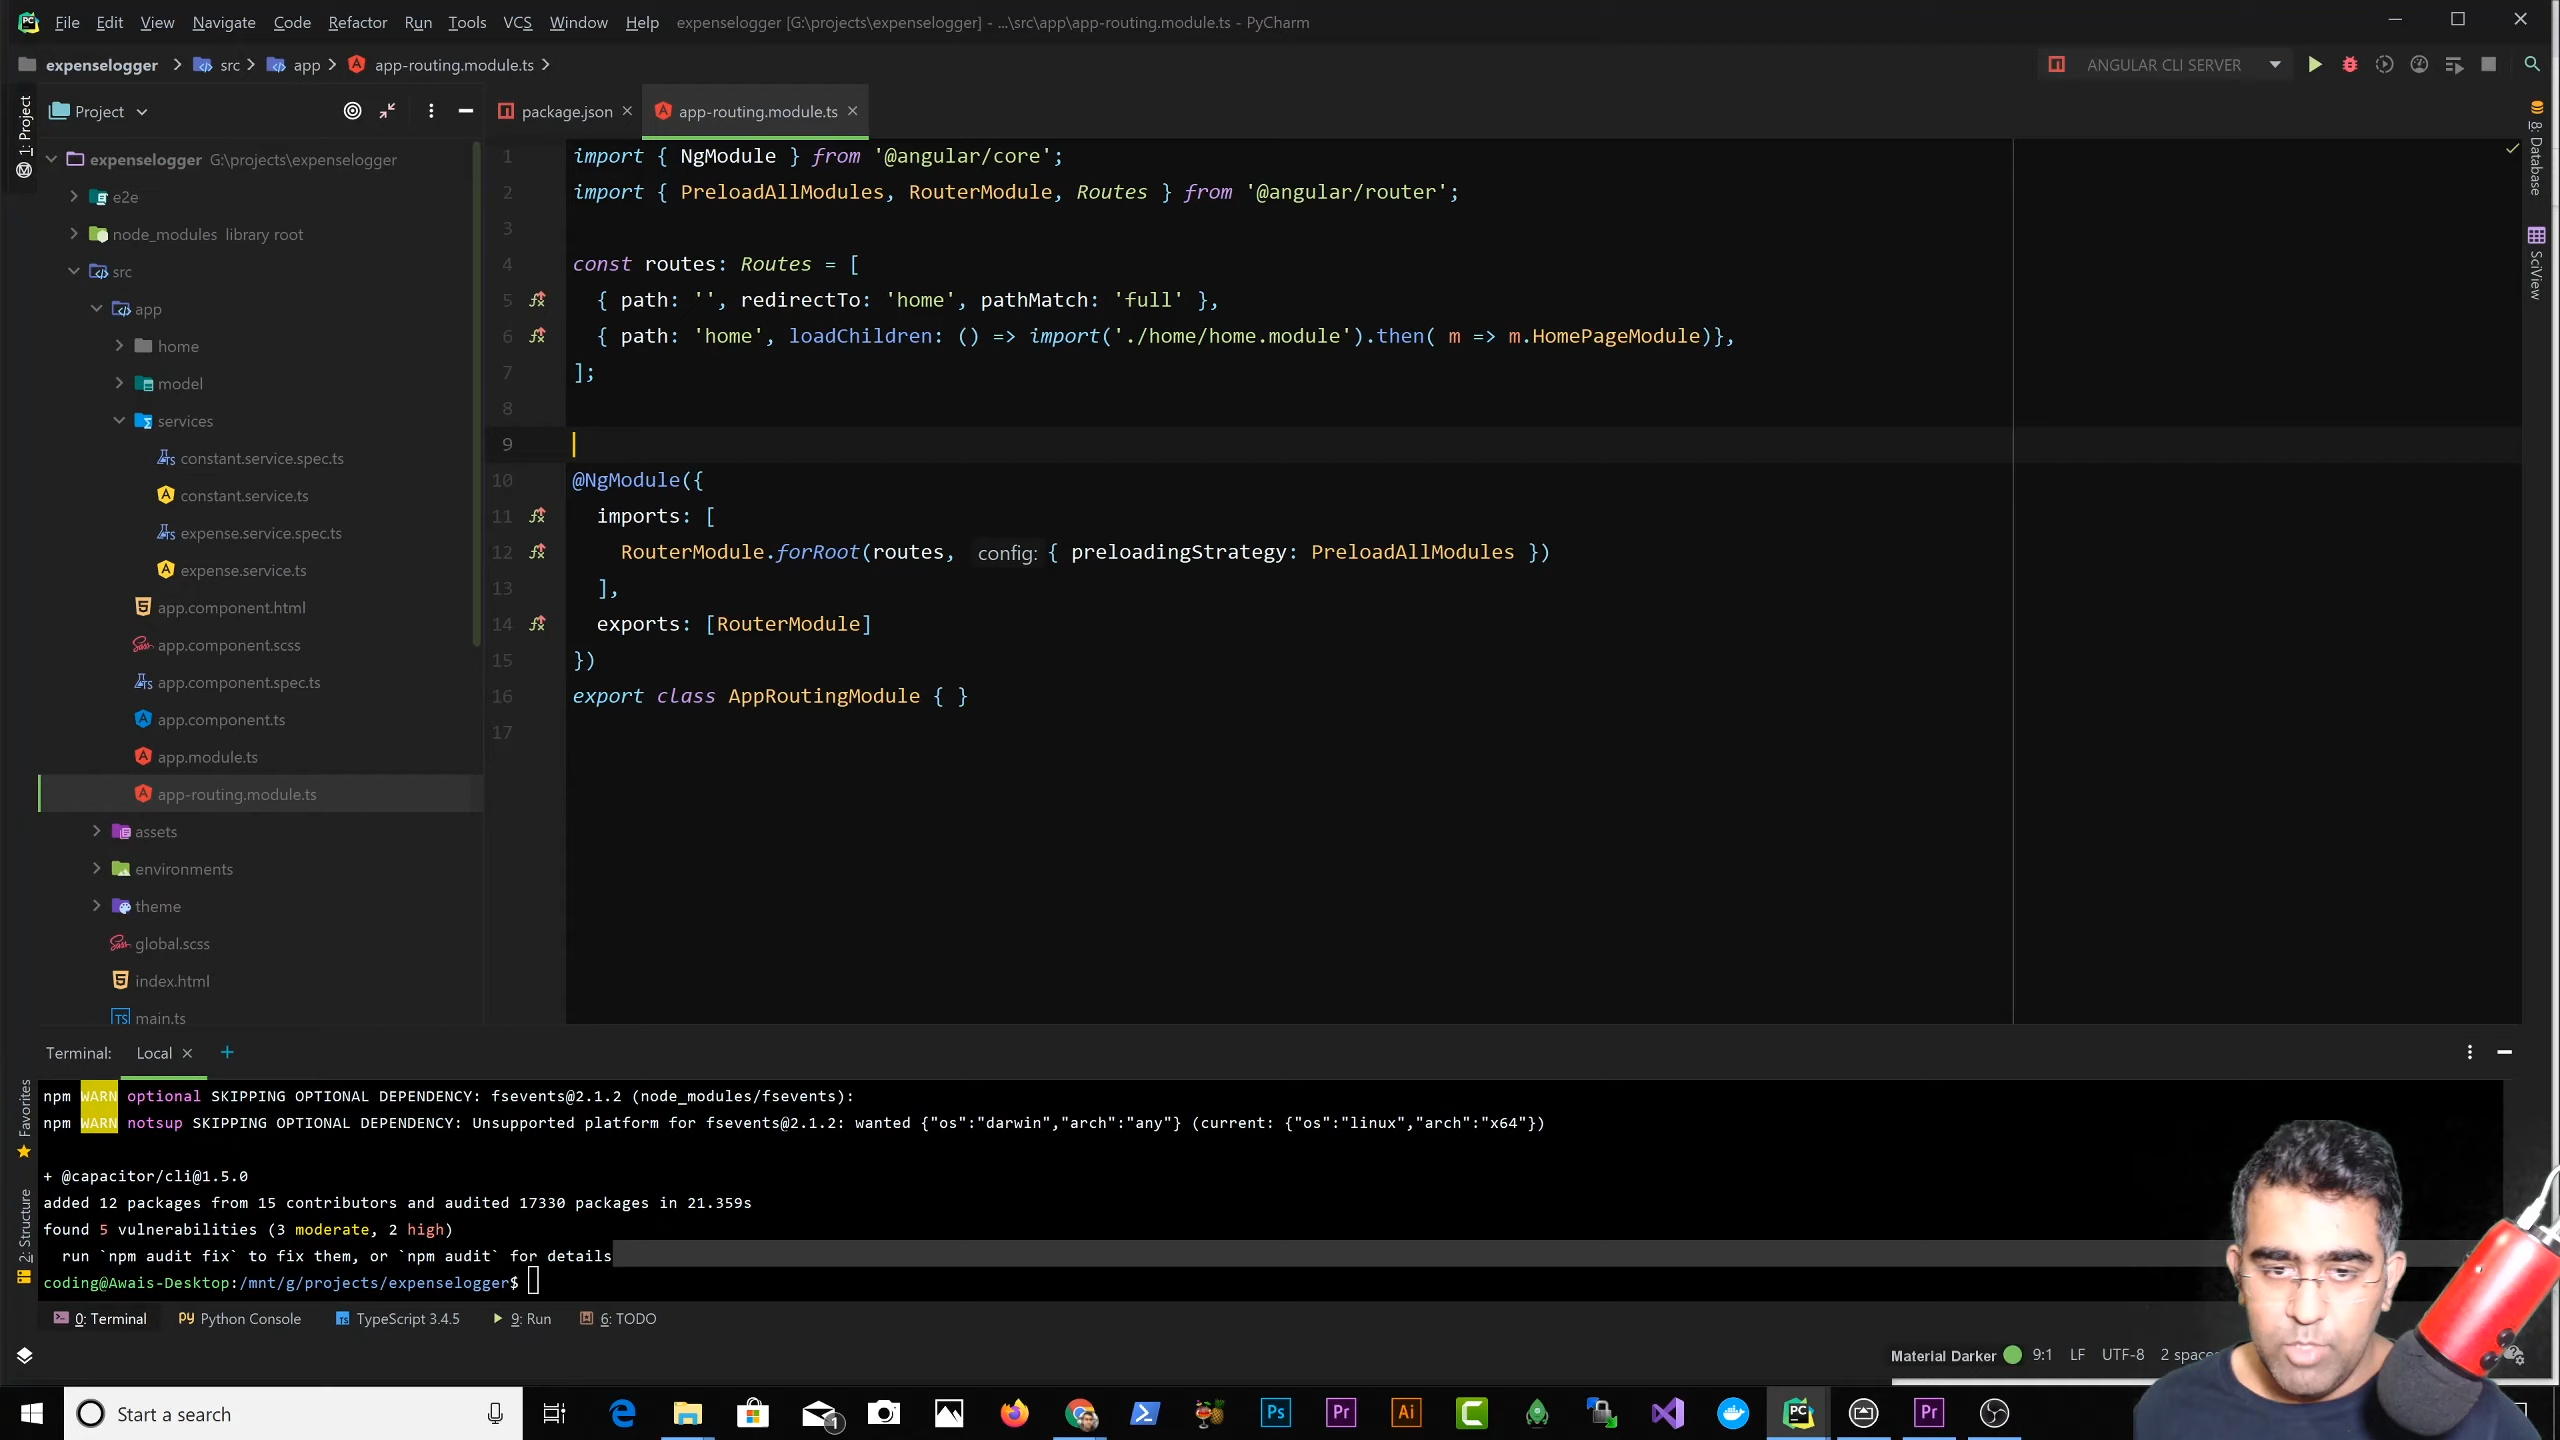 File Edit View Navigate Code Refactor Run Tools VCS Window Help expenselogger [G:\projects\expenselogger] - ...\src\app\app-routing.module.ts - PyCharm
expenselogger src app app-routing.module.ts
ANGULAR CLI SERVER
Project
package.json
app-routing.module.ts
1: Project
expenselogger G:\projects\expenselogger
e2e
node_modules library root
src
app
home
model
services
constant.service.spec.ts
constant.service.ts
expense.service.spec.ts
expense.service.ts
app.component.html
app.component.scss
app.component.spec.ts
app.component.ts
app.module.ts
app-routing.module.ts
assets
environments
theme
global.scss
index.html
main.ts
1 import { NgModule } from '@angular/core';
2 import { PreloadAllModules, RouterModule, Routes } from '@angular/router';
3
4 const routes: Routes = [
5 { path: '', redirectTo: 'home', pathMatch: 'full' },
6 { path: 'home', loadChildren: () => import('./home/home.module').then( m => m.HomePageModule)},
7 ];
8
9
10 @NgModule({
11 imports: [
12 RouterModule.forRoot(routes, config: { preloadingStrategy: PreloadAllModules })
13 ],
14 exports: [RouterModule]
15 })
16 export class AppRoutingModule { }
17
8: Database
SciView
Terminal: Local
npm WARN optional SKIPPING OPTIONAL DEPENDENCY: fsevents@2.1.2 (node_modules/fsevents):
npm WARN notsup SKIPPING OPTIONAL DEPENDENCY: Unsupported platform for fsevents@2.1.2: wanted {"os":"darwin","arch":"any"} (current: {"os":"linux","arch":"x64"})
+ @capacitor/cli@1.5.0
added 12 packages from 15 contributors and audited 17330 packages in 21.359s
found 5 vulnerabilities (3 moderate, 2 high)
run `npm audit fix` to fix them, or `npm audit` for details
coding@Awais-Desktop:/mnt/g/projects/expenselogger$
Favorites
2: Structure
0: Terminal Python Console TypeScript 3.4.5 9: Run 6: TODO
Material Darker 9:1 LF UTF-8 2 spac
Start a search
1
Ps
Pr
Ai
PC
Pr